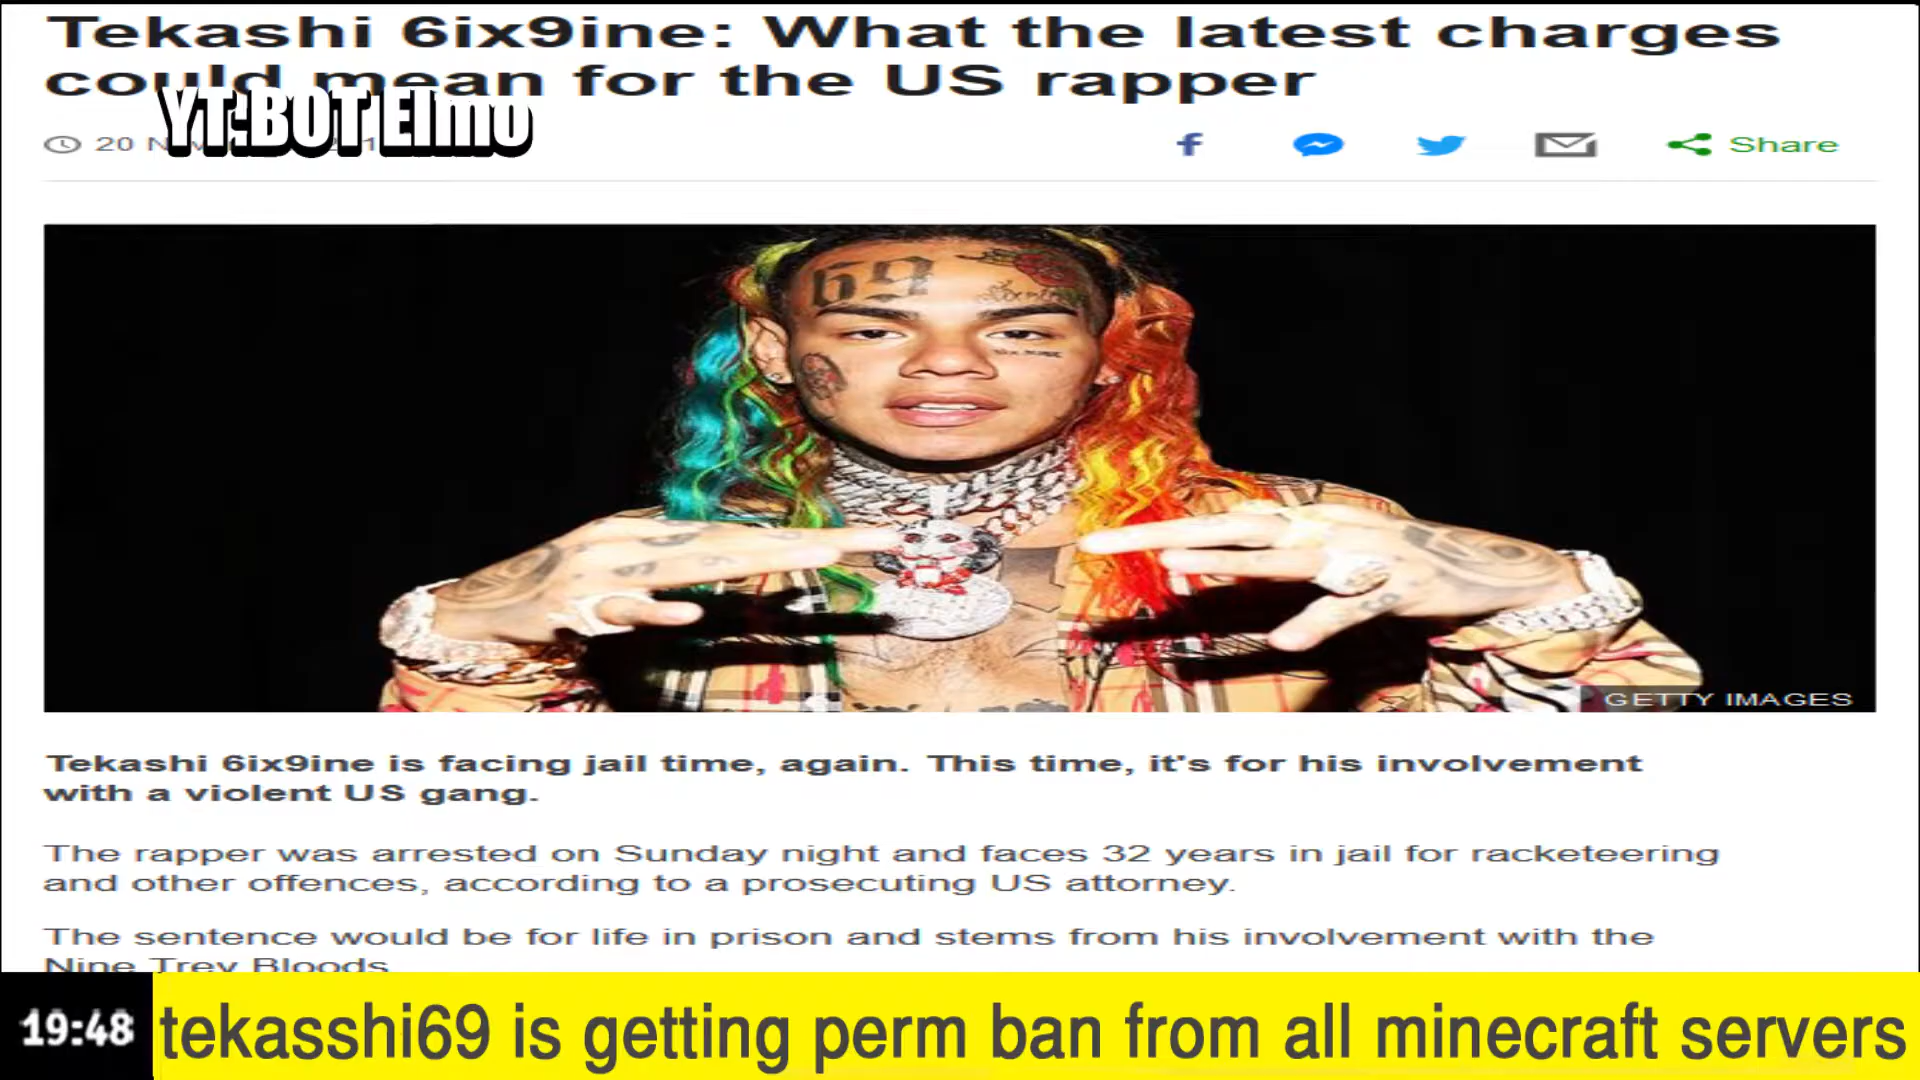 Tekashi 6ix9ine: What the latest charges
could mean for the US rapper
YT:BOT Elmo
20
Share
69
GETTY IMAGES
Tekashi 6ix9ine is facing jail time, again. This time, it's for his involvement
with a violent US gang.
The rapper was arrested on Sunday night and faces 32 years in jail for racketeering
and other offences, according to a prosecuting US attorney.
The sentence would be for life in prison and stems from his involvement with the
Nine Trey Bloods
19:48
tekasshi69 is getting perm ban from all minecraft servers